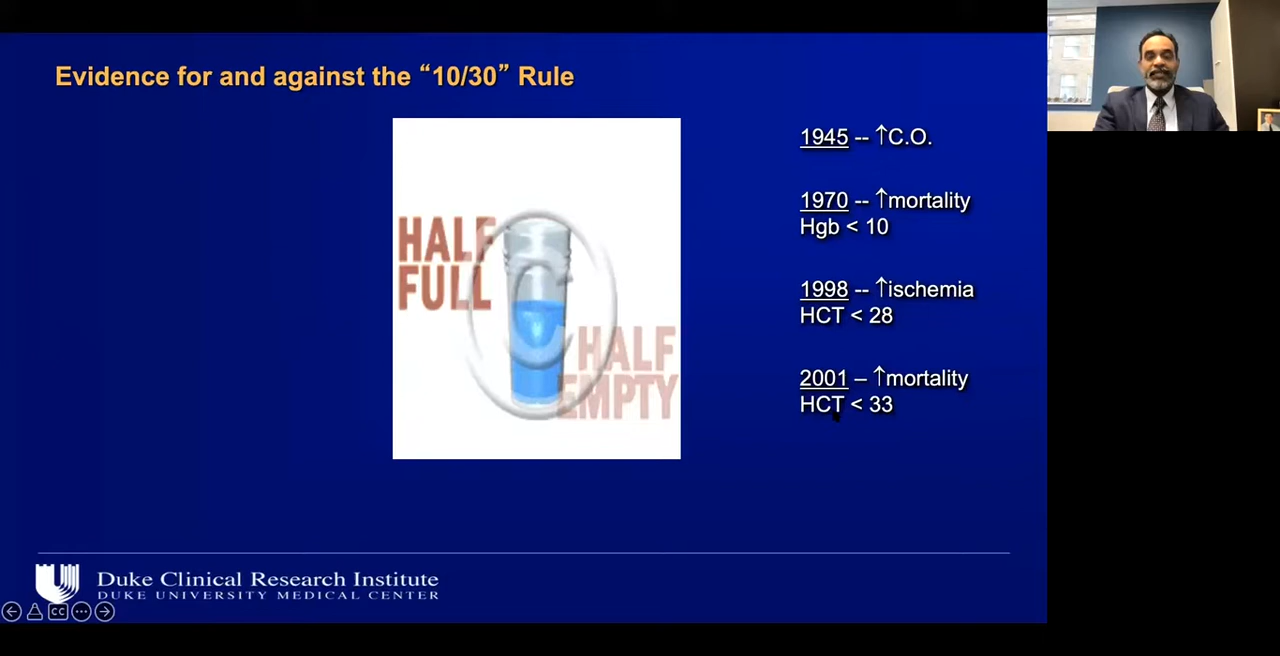 Evidence for and against the “10/30” Rule
HALF
FULL
HALF
EMPTY
1945 -- ↑C.O.
1970 -- ↑mortality
Hgb < 10
1998 -- ↑ischemia
HCT < 28
2001 – ↑mortality
HCT < 33
Duke Clinical Research Institute
DUKE UNIVERSITY MEDICAL CENTER
CC